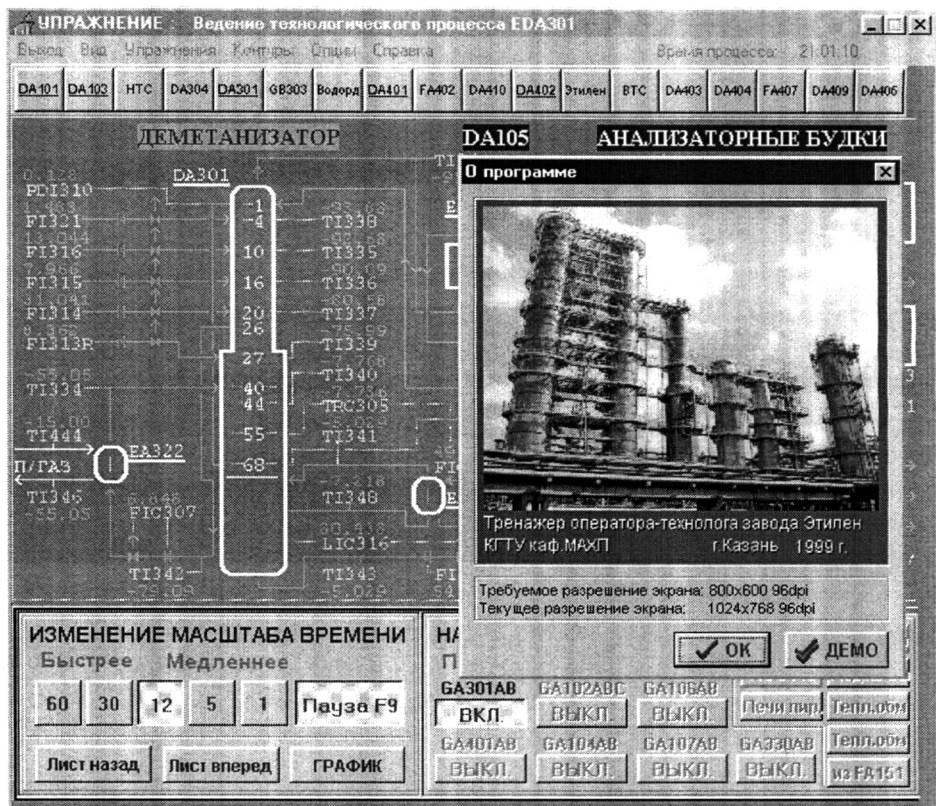 УПРАЖНЕНИЕ : Ведение технологического процесса EDA301
Выход Вид Упражнения Контуры Опции Справка Время процесса: 21:01:10
DA101 DA103 НТС DA304 DA301 GB303 Водорд DA401 FA402 DA410 DA402 Этилен ВТС DA403 DA404 FA407 DA409 DA406
ДЕМЕТАНИЗАТОР DA105 АНАЛИЗАТОРНЫЕ БУДКИ
О программе
DA301
PDI310
1
FI321 4 TI338
FI316 10 TI335
FI315 16 TI336
FI314 20 TI337
26
FI313R TI339
27
TI334 TI340
40
44 TRC305
TI444 55 TI341
EA322
П/ГАЗ 68
TI346 TI348
-55.05 FIC307
LIC316
TI342 TI343
Тренажер оператора-технолога завода Этилен
КГТУ каф.МАХП г.Казань 1999 г.
Требуемое разрешение экрана: 800x600 96dpi
Текущее разрешение экрана: 1024x768 96dpi
ОК ДЕМО
ИЗМЕНЕНИЕ МАСШТАБА ВРЕМЕНИ
Быстрее Медленнее
60 30 12 5 1 Пауза F9
Лист назад Лист вперед ГРАФИК
GA301AB GA102ABC GA106AB
ВКЛ. ВЫКЛ. ВЫКЛ. Печи пир. Тепл.обм
GA401AB GA104AB GA107AB GA330AB Тепл.обм
ВЫКЛ. ВЫКЛ. ВЫКЛ. ВЫКЛ. из FA151